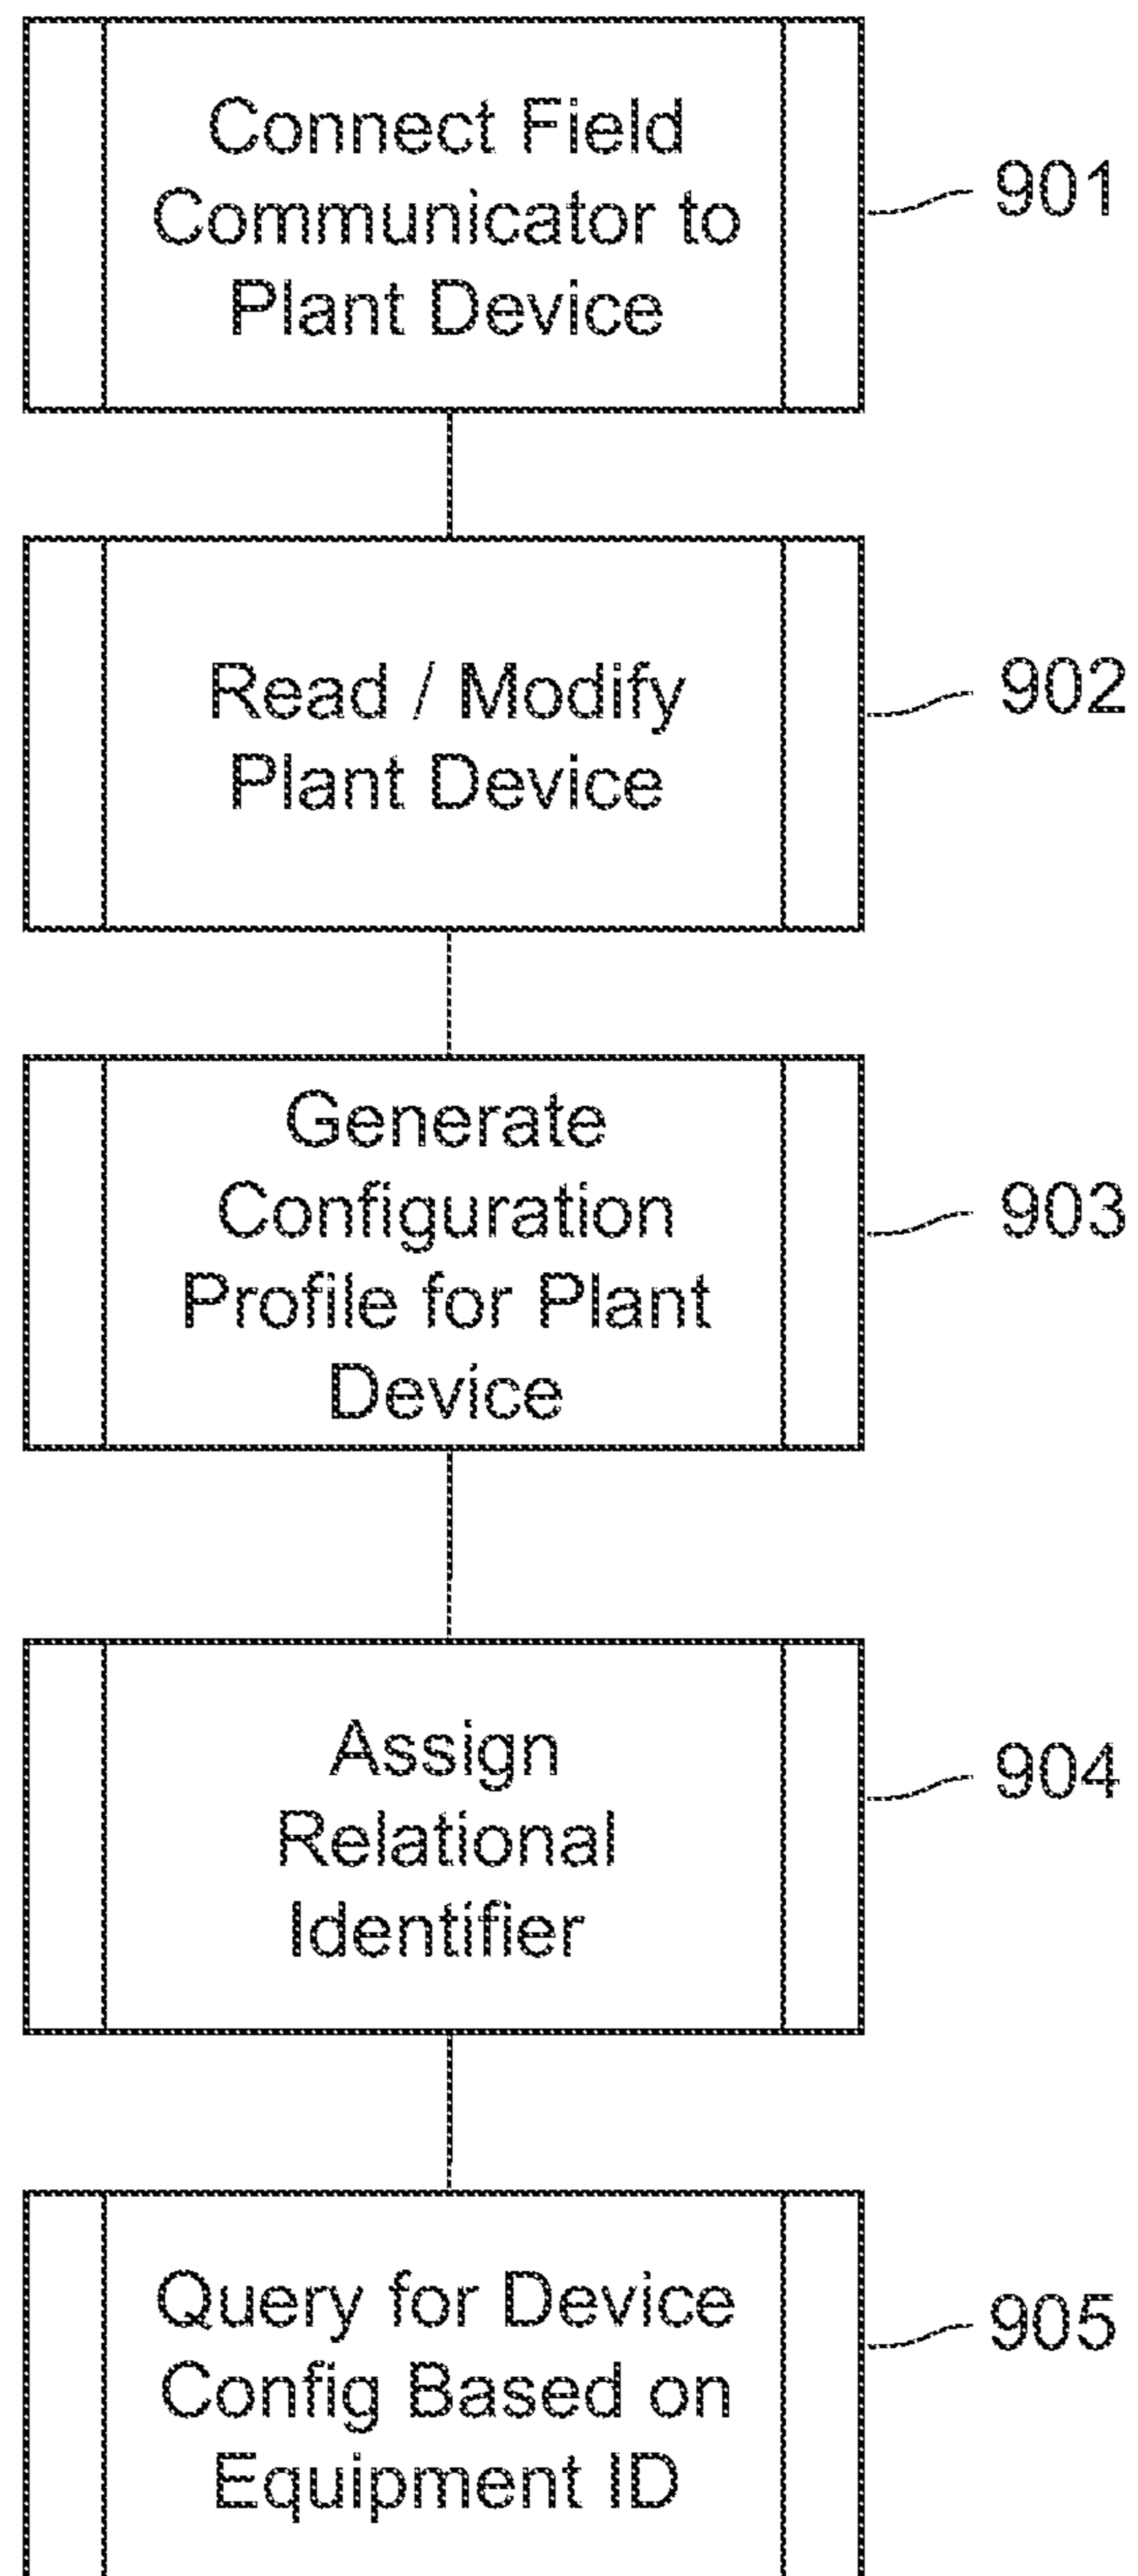 Connect Field
Communicator to
Plant Device
901
Read / Modify
Plant Device
902
Generate
Configuration
Profile for Plant
Device
903
Assign
Relational
Identifier
904
Query for Device
Config Based on
Equipment ID
905